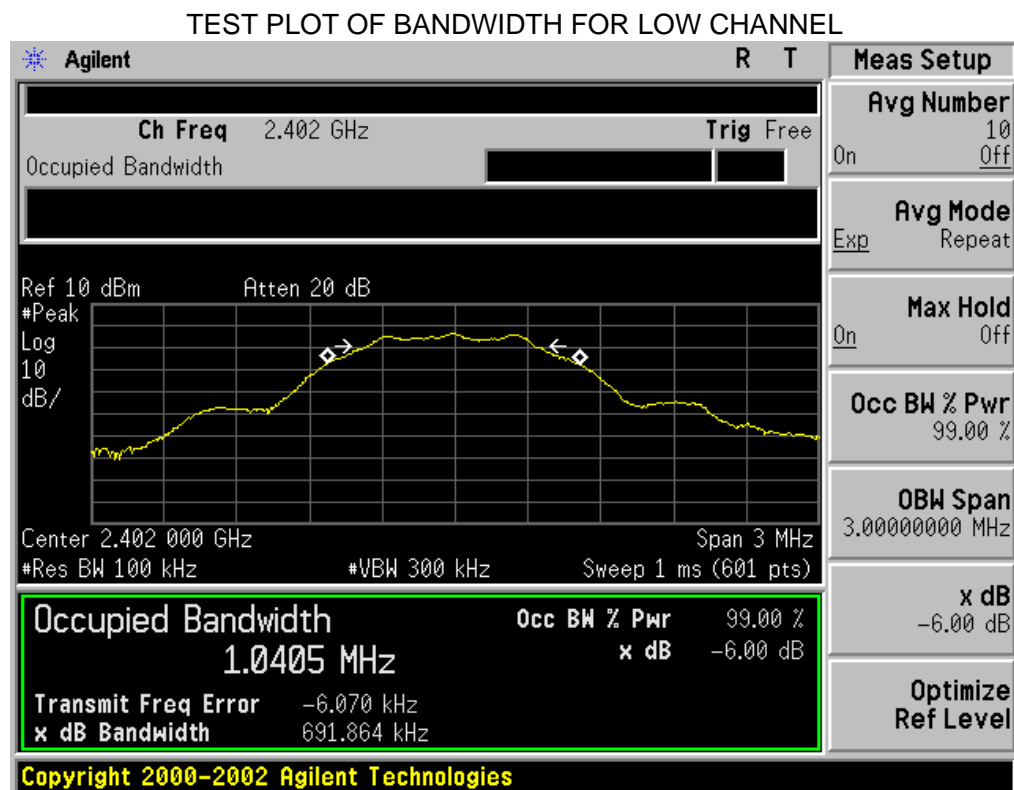 TEST PLOT OF BANDWIDTH FOR LOW CHANNEL
Agilent R T
Ch Freq 2.402 GHz Trig Free
Occupied Bandwidth
Ref 10 dBm Atten 20 dB
#Peak
Log
10
dB/
Center 2.402 000 GHz Span 3 MHz
#Res BW 100 kHz #VBW 300 kHz Sweep 1 ms (601 pts)
Occupied Bandwidth Occ BW % Pwr 99.00 %
1.0405 MHz x dB -6.00 dB
Transmit Freq Error -6.070 kHz
x dB Bandwidth 691.864 kHz
Copyright 2000-2002 Agilent Technologies
Meas Setup
Avg Number
10
On Off
Avg Mode
Exp Repeat
Max Hold
On Off
Occ BW % Pwr
99.00 %
OBW Span
3.00000000 MHz
x dB
-6.00 dB
Optimize
Ref Level